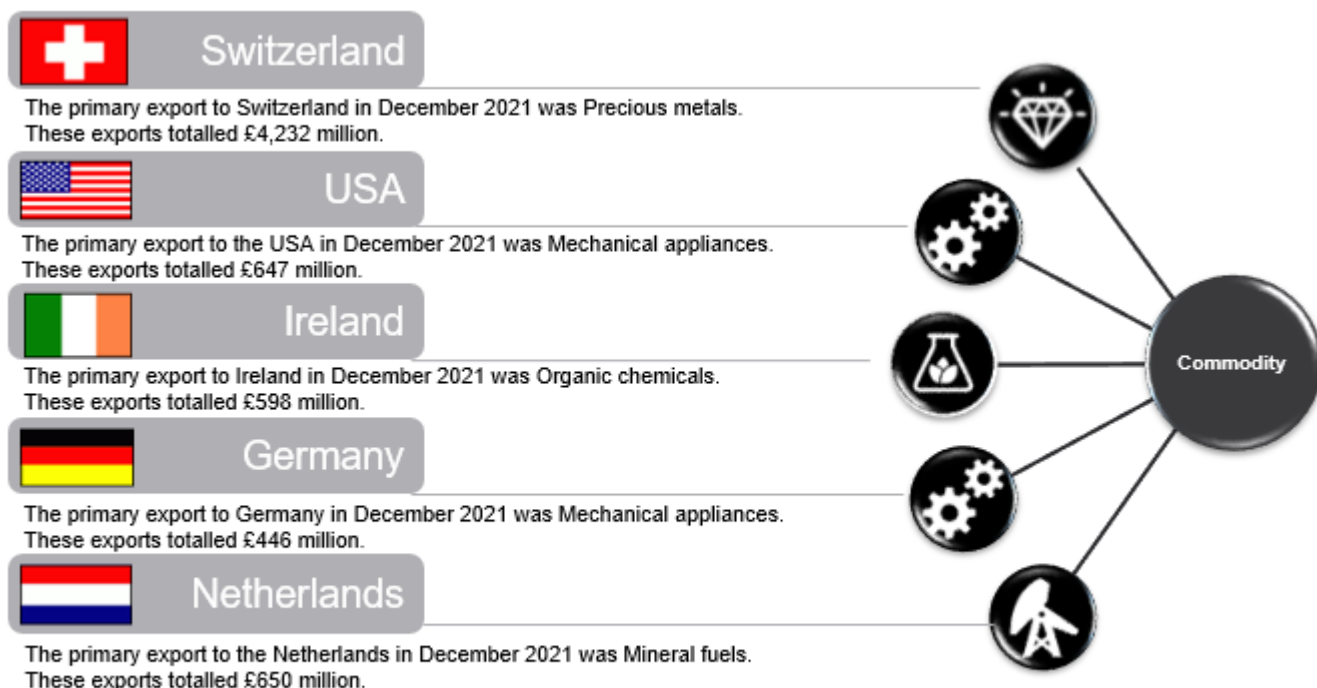 Switzerland
The primary export to Switzerland in December 2021 was Precious metals.
These exports totalled £4,232 million.
USA
The primary export to the USA in December 2021 was Mechanical appliances.
These exports totalled £647 million.
Ireland
The primary export to Ireland in December 2021 was Organic chemicals.
These exports totalled £598 million.
Germany
The primary export to Germany in December 2021 was Mechanical appliances.
These exports totalled £446 million.
Netherlands
The primary export to the Netherlands in December 2021 was Mineral fuels.
These exports totalled £650 million.
Commodity